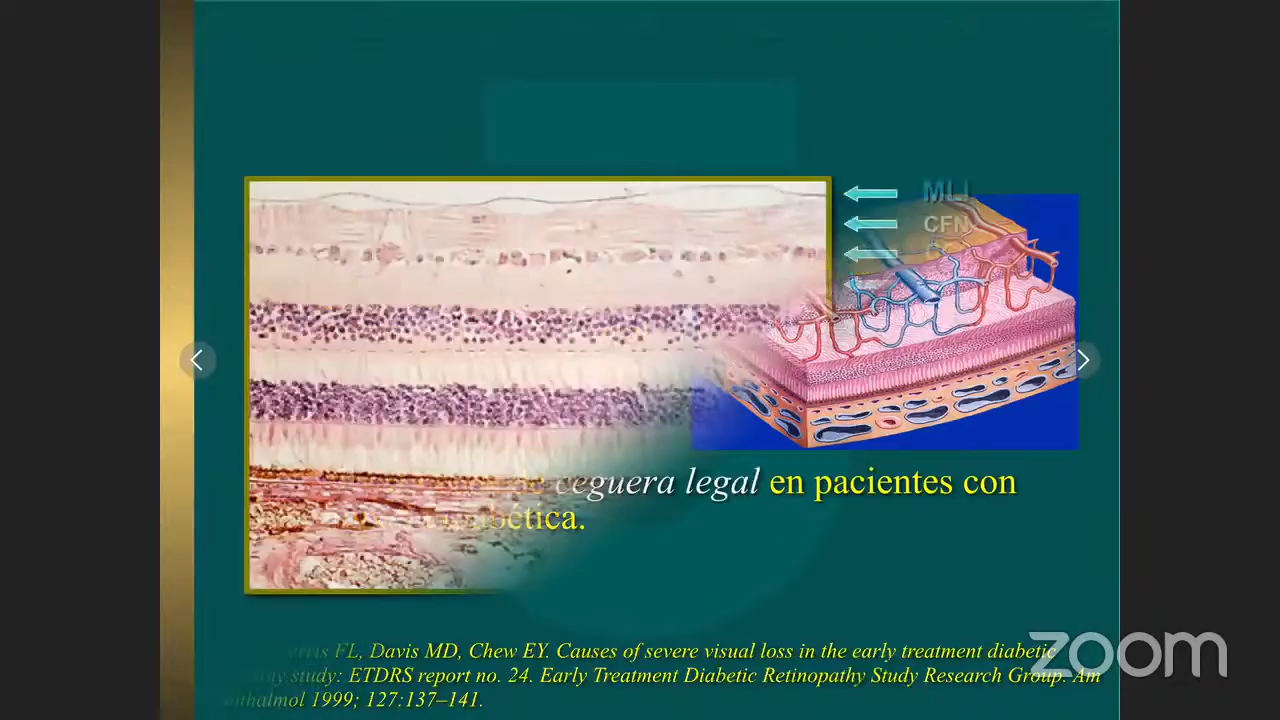 MLI
CFN
ceguera legal en pacientes con
bética.
FL, Davis MD, Chew EY. Causes of severe visual loss in the early treatment diabetic
study: ETDRS report no. 24. Early Treatment Diabetic Retinopathy Study Research Group. Am
thalmol 1999; 127:137–141.
zoom